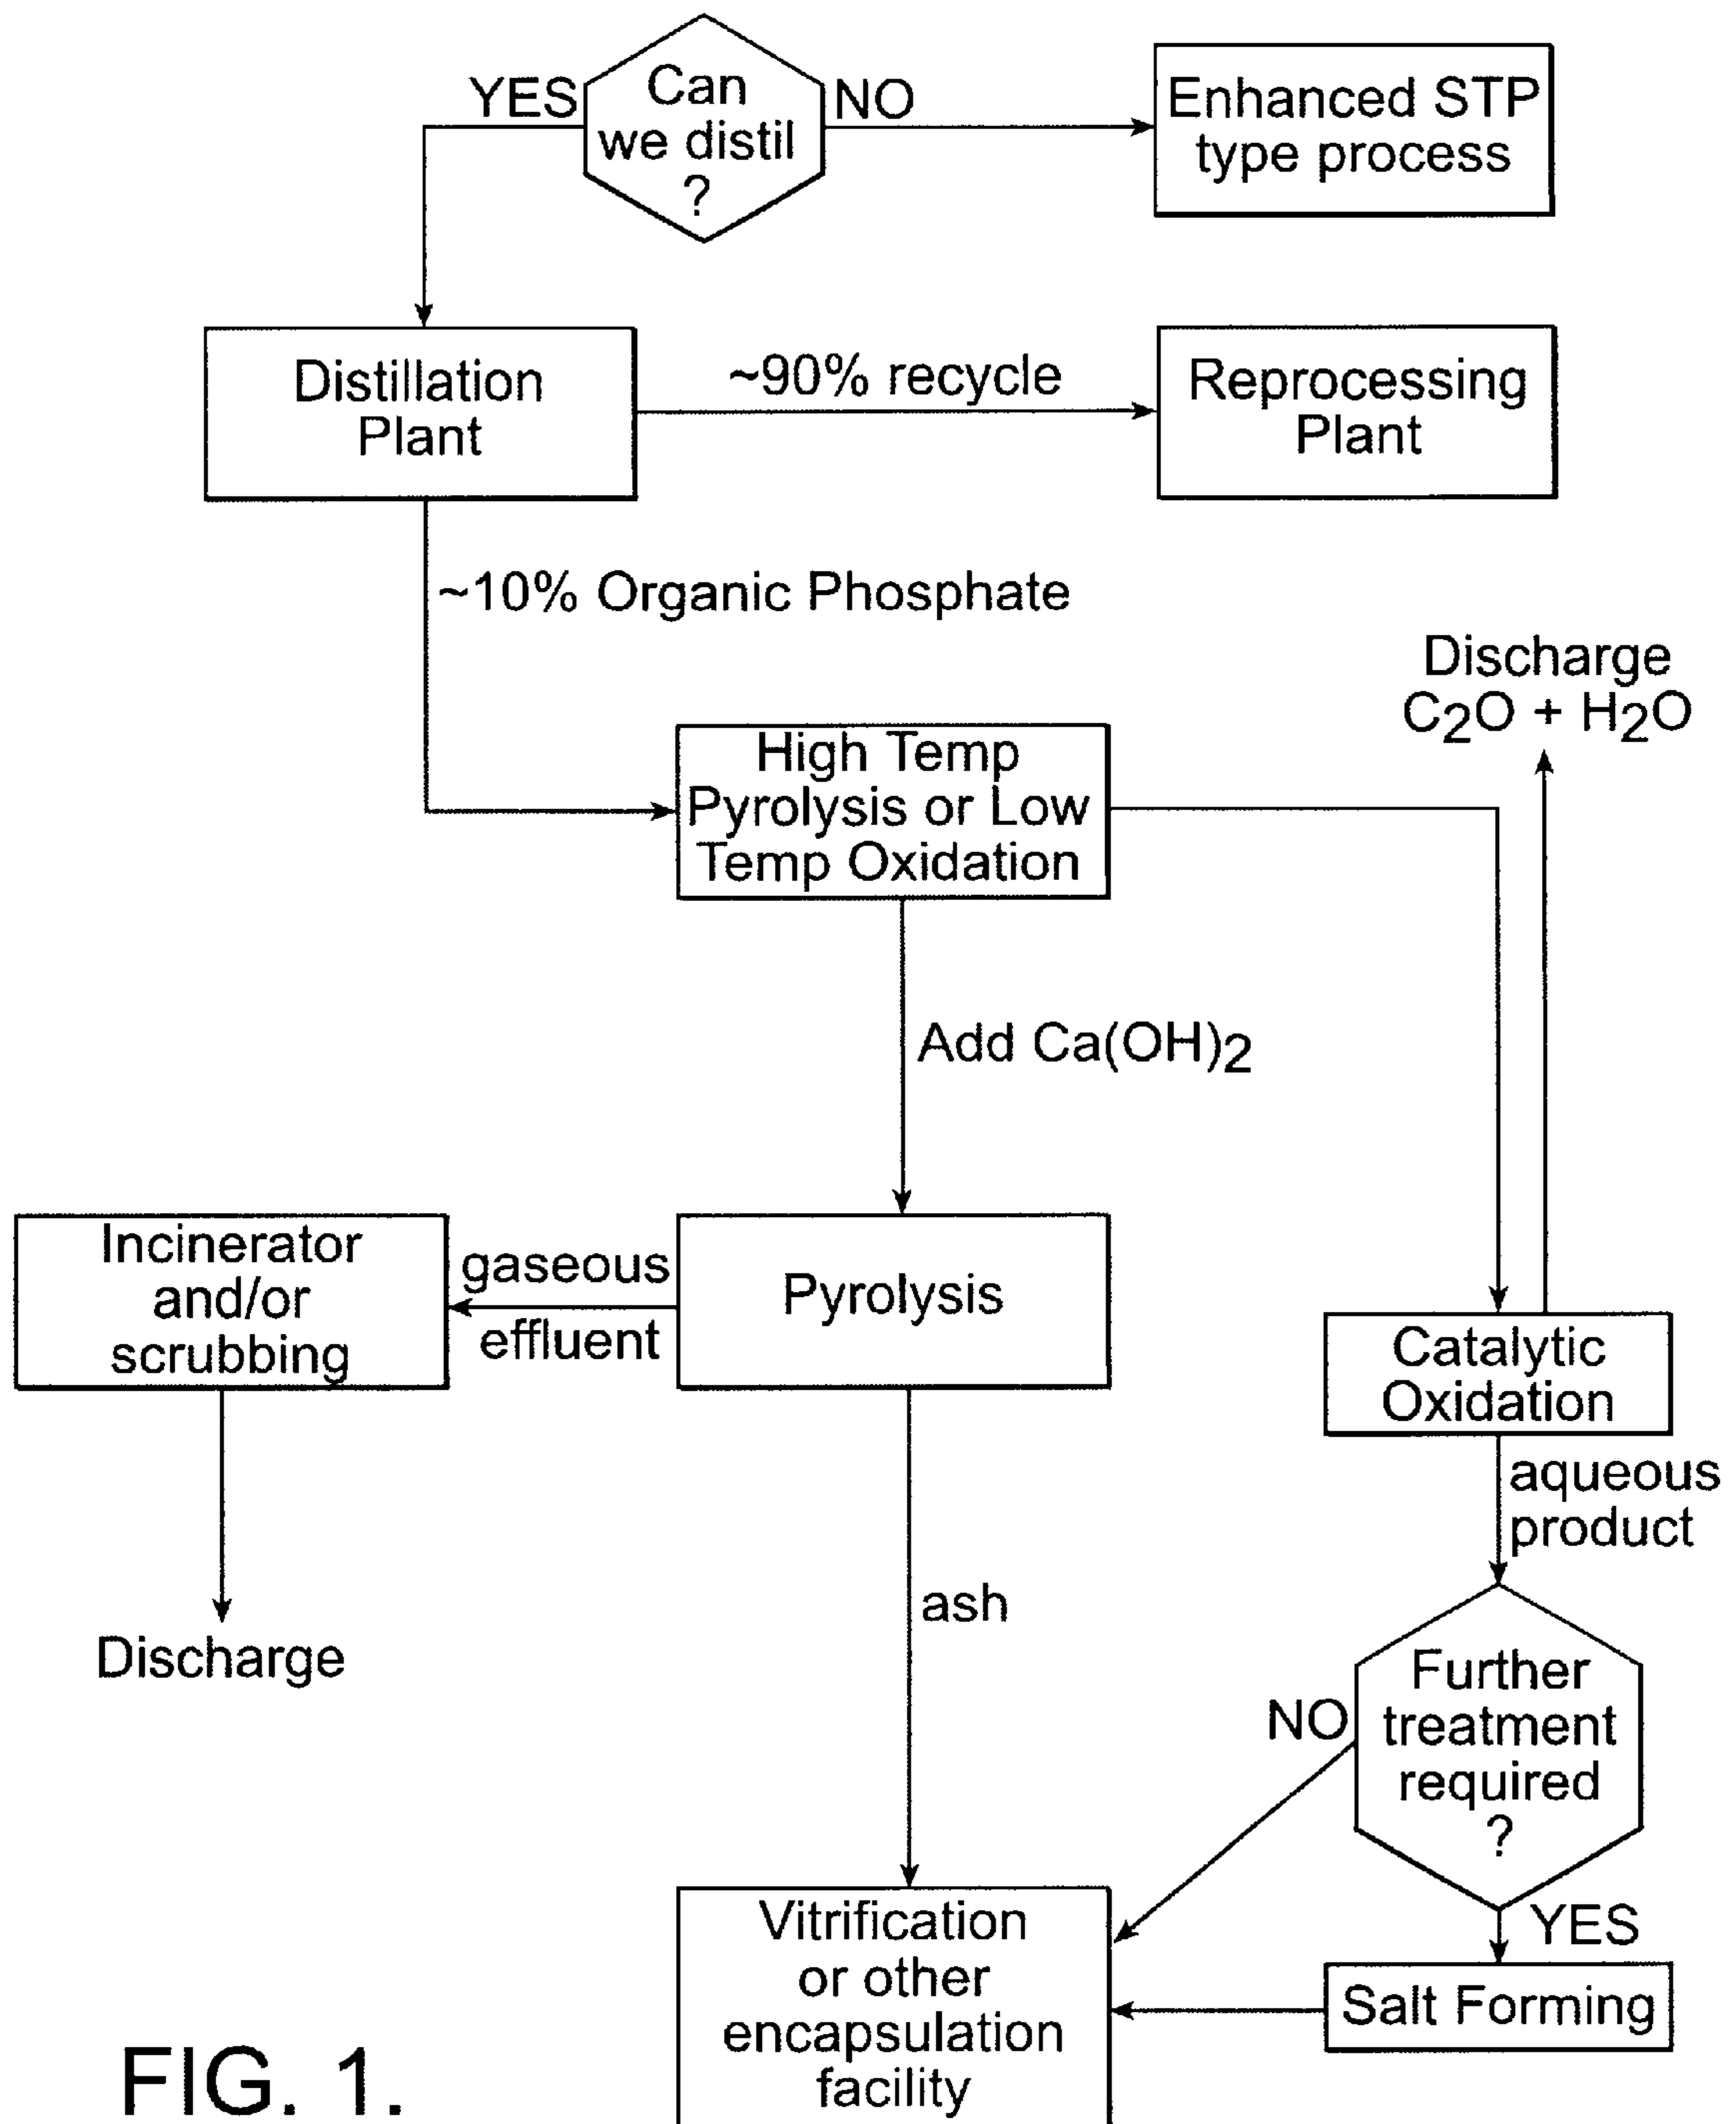 YES
Can
we distil
?
NO
Enhanced STP
type process
Distillation
Plant
~90% recycle
Reprocessing
Plant
~10% Organic Phosphate
Discharge
C2O + H2O
High Temp
Pyrolysis or Low
Temp Oxidation
Add Ca(OH)2
Incinerator
and/or
scrubbing
gaseous
effluent
Pyrolysis
Catalytic
Oxidation
aqueous
product
ash
Discharge
Further
treatment
required
?
NO
YES
Vitrification
or other
encapsulation
facility
Salt Forming
FIG. 1.